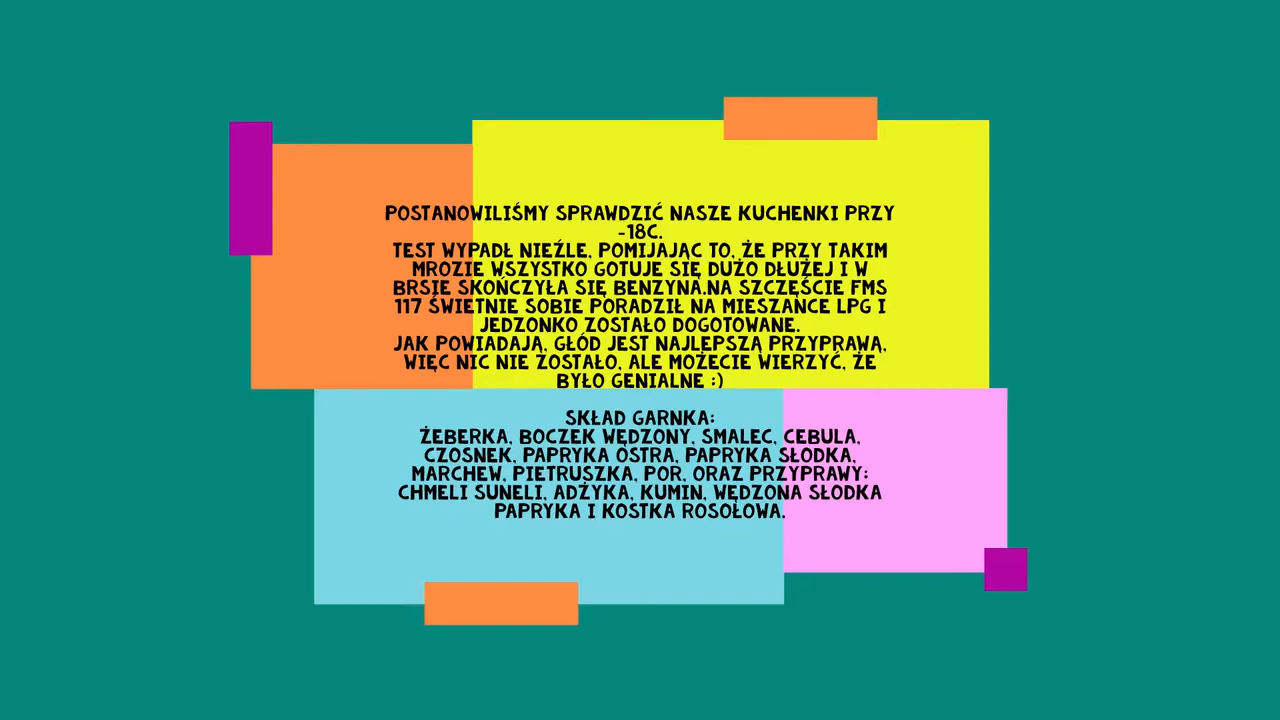 POSTANOWILIŚMY SPRAWDZIĆ NASZE KUCHENKI PRZY
-18C.
TEST WYPADŁ NIEŹLE, POMIJAJĄC TO, ŻE PRZY TAKIM
MROZIE WSZYSTKO GOTUJE SIĘ DUŻO DŁUŻEJ I W
BRSIE SKOŃCZYŁA SIĘ BENZYNA.NA SZCZĘŚCIE FMS
117 ŚWIETNIE SOBIE PORADZIŁ NA MIESZANCE LPG I
JEDZONKO ZOSTAŁO DOGOTOWANE.
JAK POWIADAJĄ, GŁÓD JEST NAJLEPSZĄ PRZYPRAWĄ,
WIĘC NIC NIE ZOSTAŁO, ALE MOŻECIE WIERZYĆ, ŻE
BYŁO GENIALNE :)
SKŁAD GARNKA:
ŻEBERKA, BOCZEK WĘDZONY, SMALEC, CEBULA,
CZOSNEK, PAPRYKA OSTRA, PAPRYKA SŁODKA,
MARCHEW, PIETRUSZKA, POR, ORAZ PRZYPRAWY:
CHMELI SUNELI, ADŻYKA, KUMIN, WĘDZONA SŁODKA
PAPRYKA I KOSTKA ROSOŁOWA.